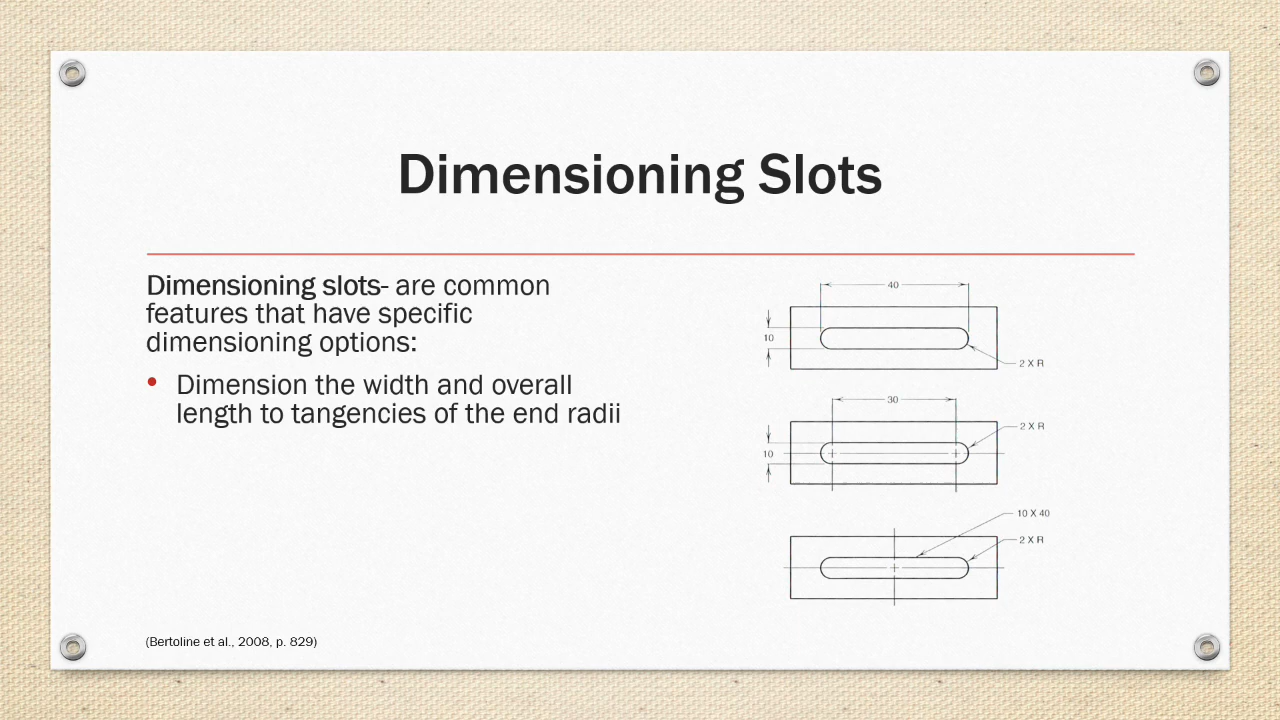 Dimensioning Slots
Dimensioning slots- are common
features that have specific
dimensioning options:
• Dimension the width and overall
length to tangencies of the end radii
40
10
2 X R
30
2 X R
10
10 X 40
2 X R
(Bertoline et al., 2008, p. 829)